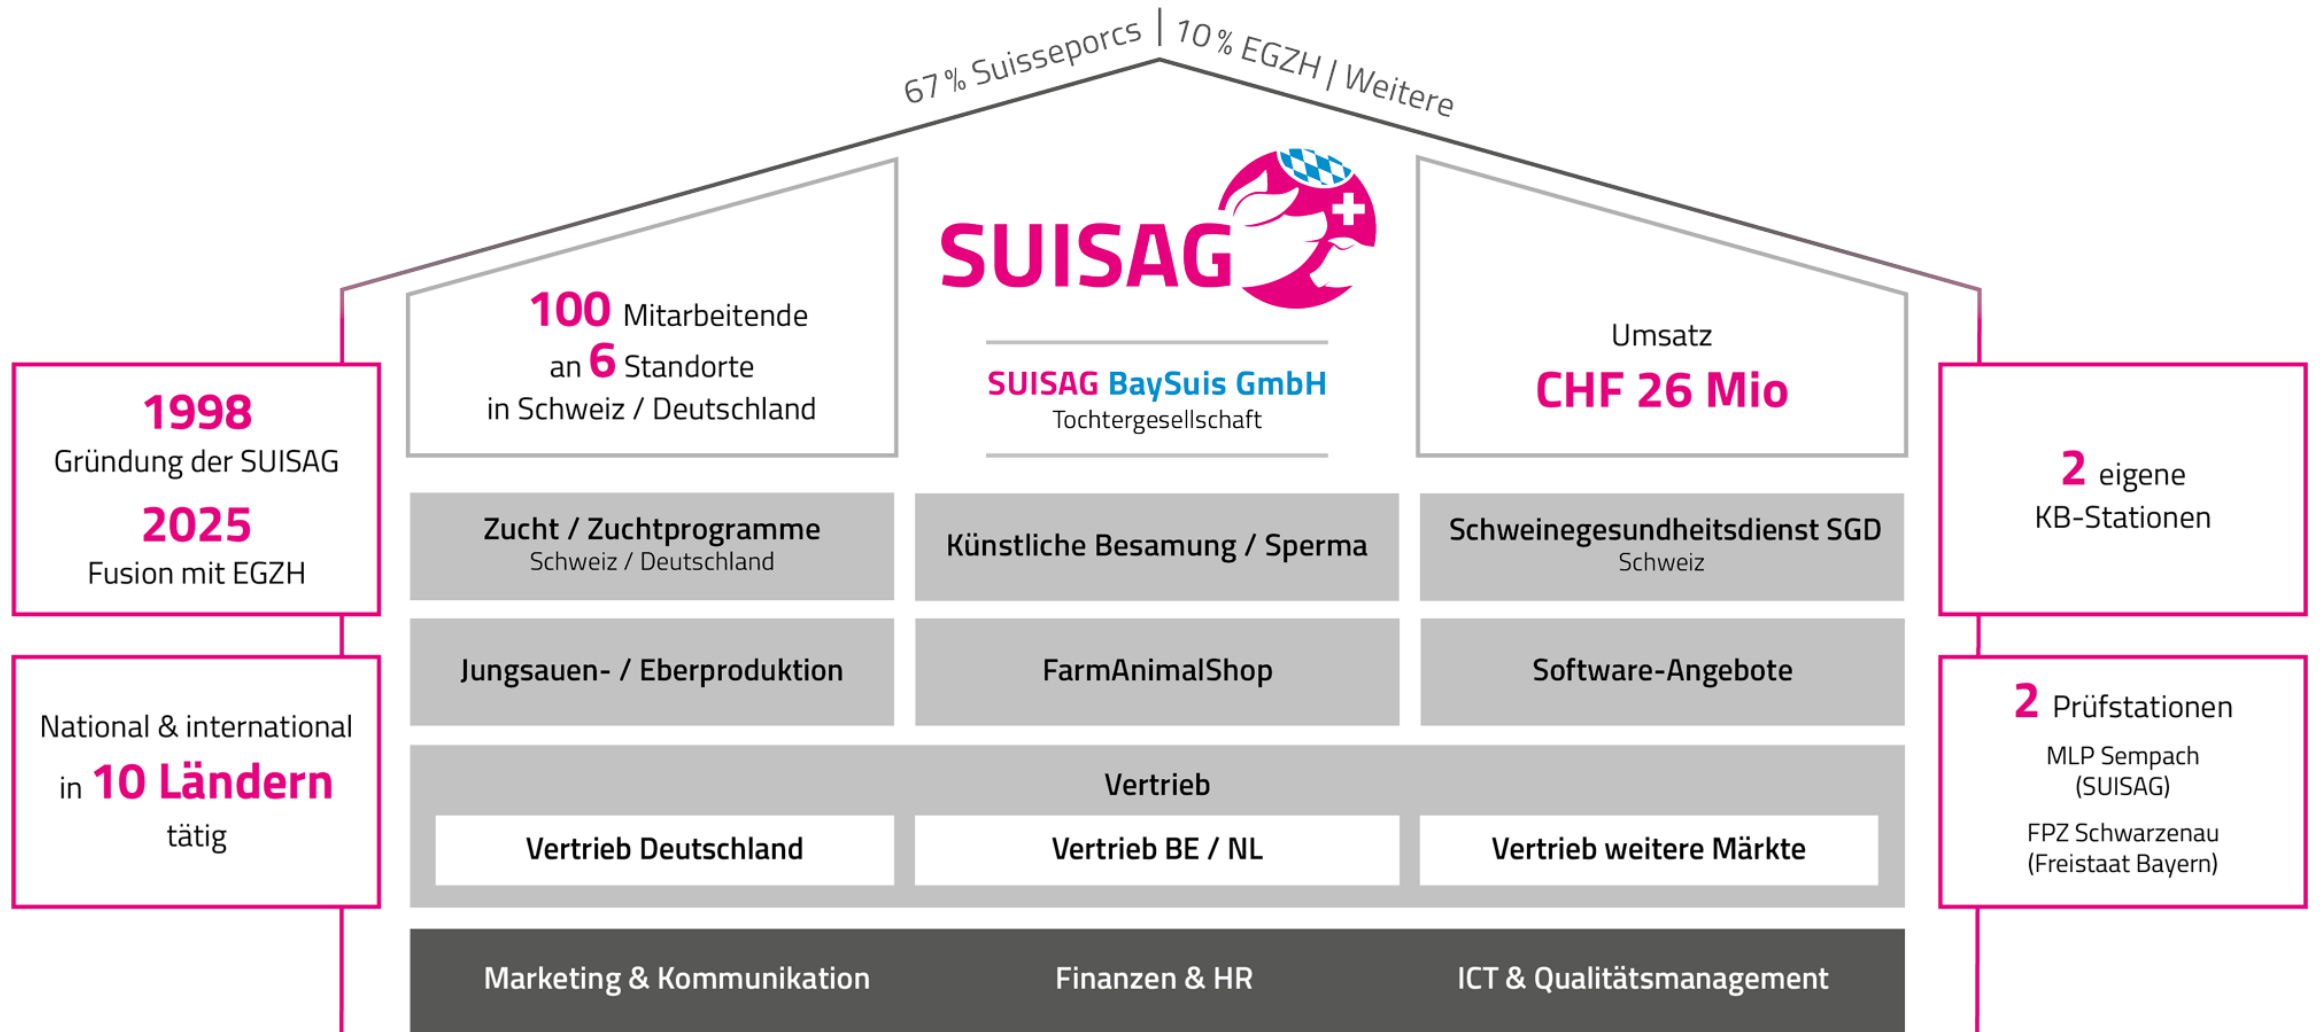 67 % Suisseporcs | 10 % EGZH | Weitere
SUISAG
SUISAG BaySuis GmbH
Tochtergesellschaft
100 Mitarbeitende
an 6 Standorte
in Schweiz / Deutschland
Umsatz
CHF 26 Mio
1998
Gründung der SUISAG
2025
Fusion mit EGZH
National & international
in 10 Ländern
tätig
2 eigene
KB-Stationen
2 Prüfstationen
MLP Sempach
(SUISAG)
FPZ Schwarzenau
(Freistaat Bayern)
Zucht / Zuchtprogramme
Schweiz / Deutschland
Künstliche Besamung / Sperma
Schweinegesundheitsdienst SGD
Schweiz
Jungsauen- / Eberproduktion
FarmAnimalShop
Software-Angebote
Vertrieb
Vertrieb Deutschland
Vertrieb BE / NL
Vertrieb weitere Märkte
Marketing & Kommunikation
Finanzen & HR
ICT & Qualitätsmanagement